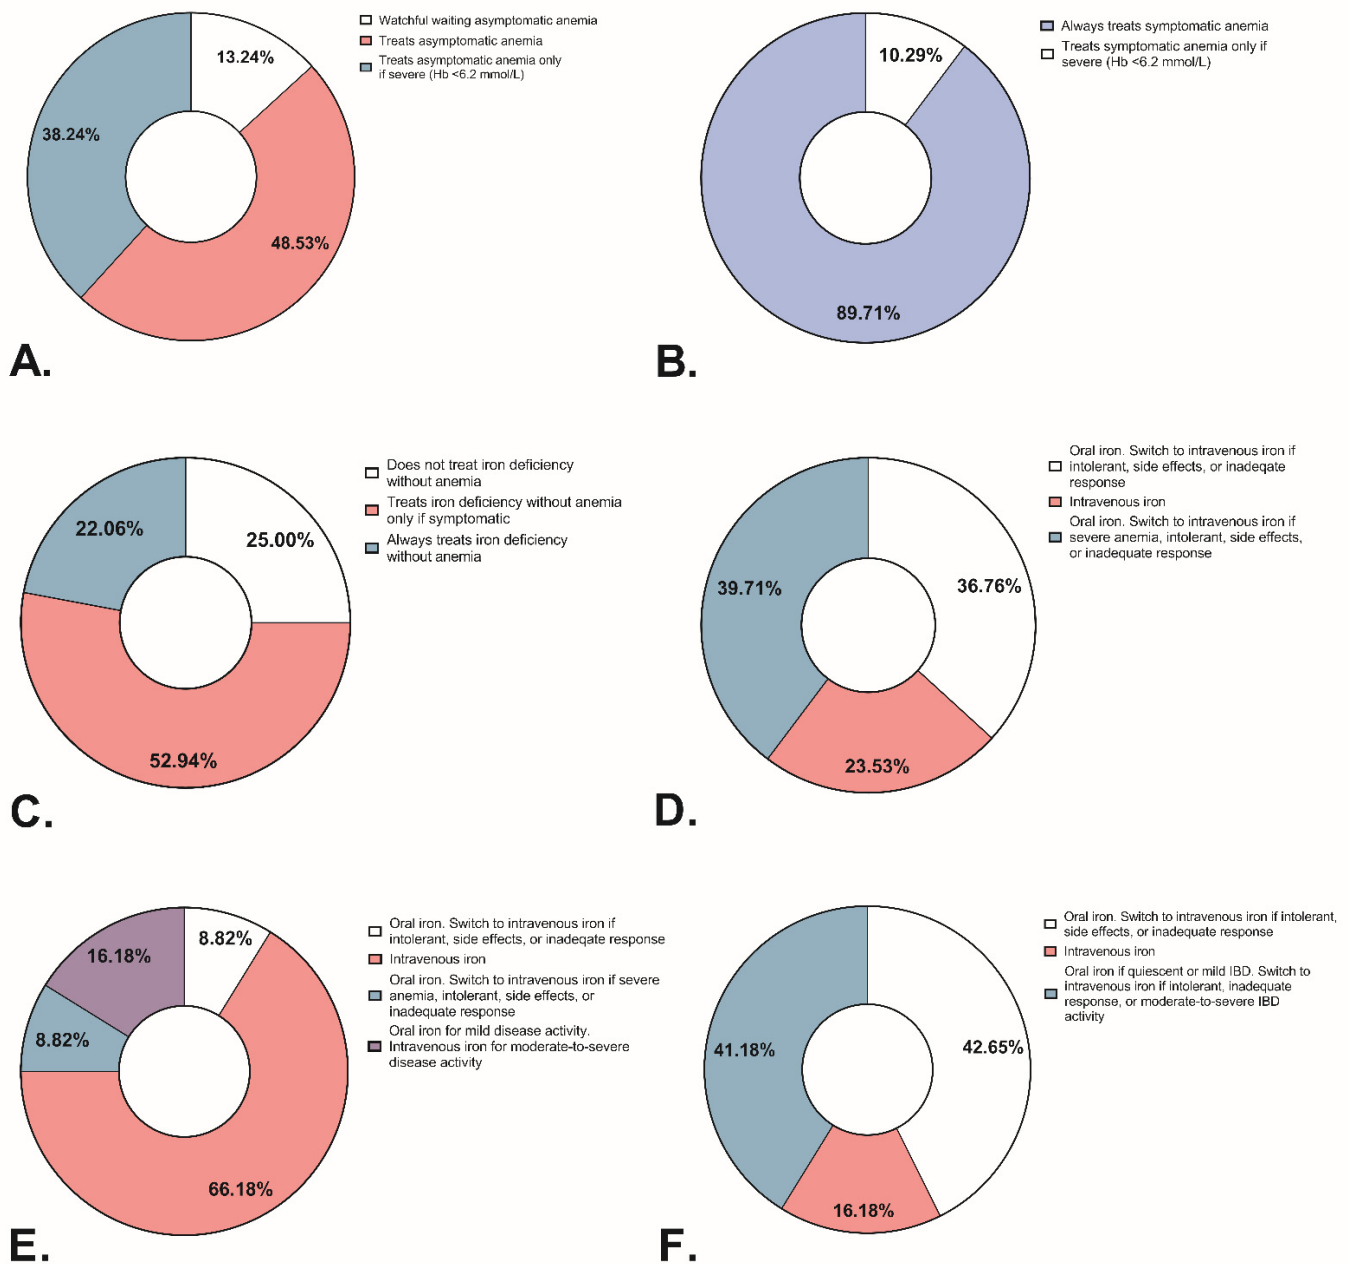 Watchful waiting asymptomatic anemia
Treats asymptomatic anemia
Treats asymptomatic anemia only
if severe (Hb <6.2 mmol/L)
13.24%
38.24%
48.53%
A.
Always treats symptomatic anemia
Treats symptomatic anemia only if
severe (Hb <6.2 mmol/L)
10.29%
89.71%
B.
Does not treat iron deficiency
without anemia
Treats iron deficiency without anemia
only if symptomatic
Always treats iron deficiency
without anemia
22.06%
25.00%
52.94%
C.
Oral iron. Switch to intravenous iron if
intolerant, side effects, or inadeqate
response
Intravenous iron
Oral iron. Switch to intravenous iron if
severe anemia, intolerant, side effects,
or inadequate response
39.71%
36.76%
23.53%
D.
Oral iron. Switch to intravenous iron if
intolerant, side effects, or inadeqate response
Intravenous iron
Oral iron. Switch to intravenous iron if severe
anemia, intolerant, side effects, or
inadequate response
Oral iron for mild disease activity.
Intravenous iron for moderate-to-severe
disease activity
8.82%
16.18%
8.82%
66.18%
E.
Oral iron. Switch to intravenous iron if intolerant,
side effects, or inadequate response
Intravenous iron
Oral iron if quiescent or mild IBD. Switch to
intravenous iron if intolerant, inadequate
response, or moderate-to-severe IBD
activity
41.18%
42.65%
16.18%
F.